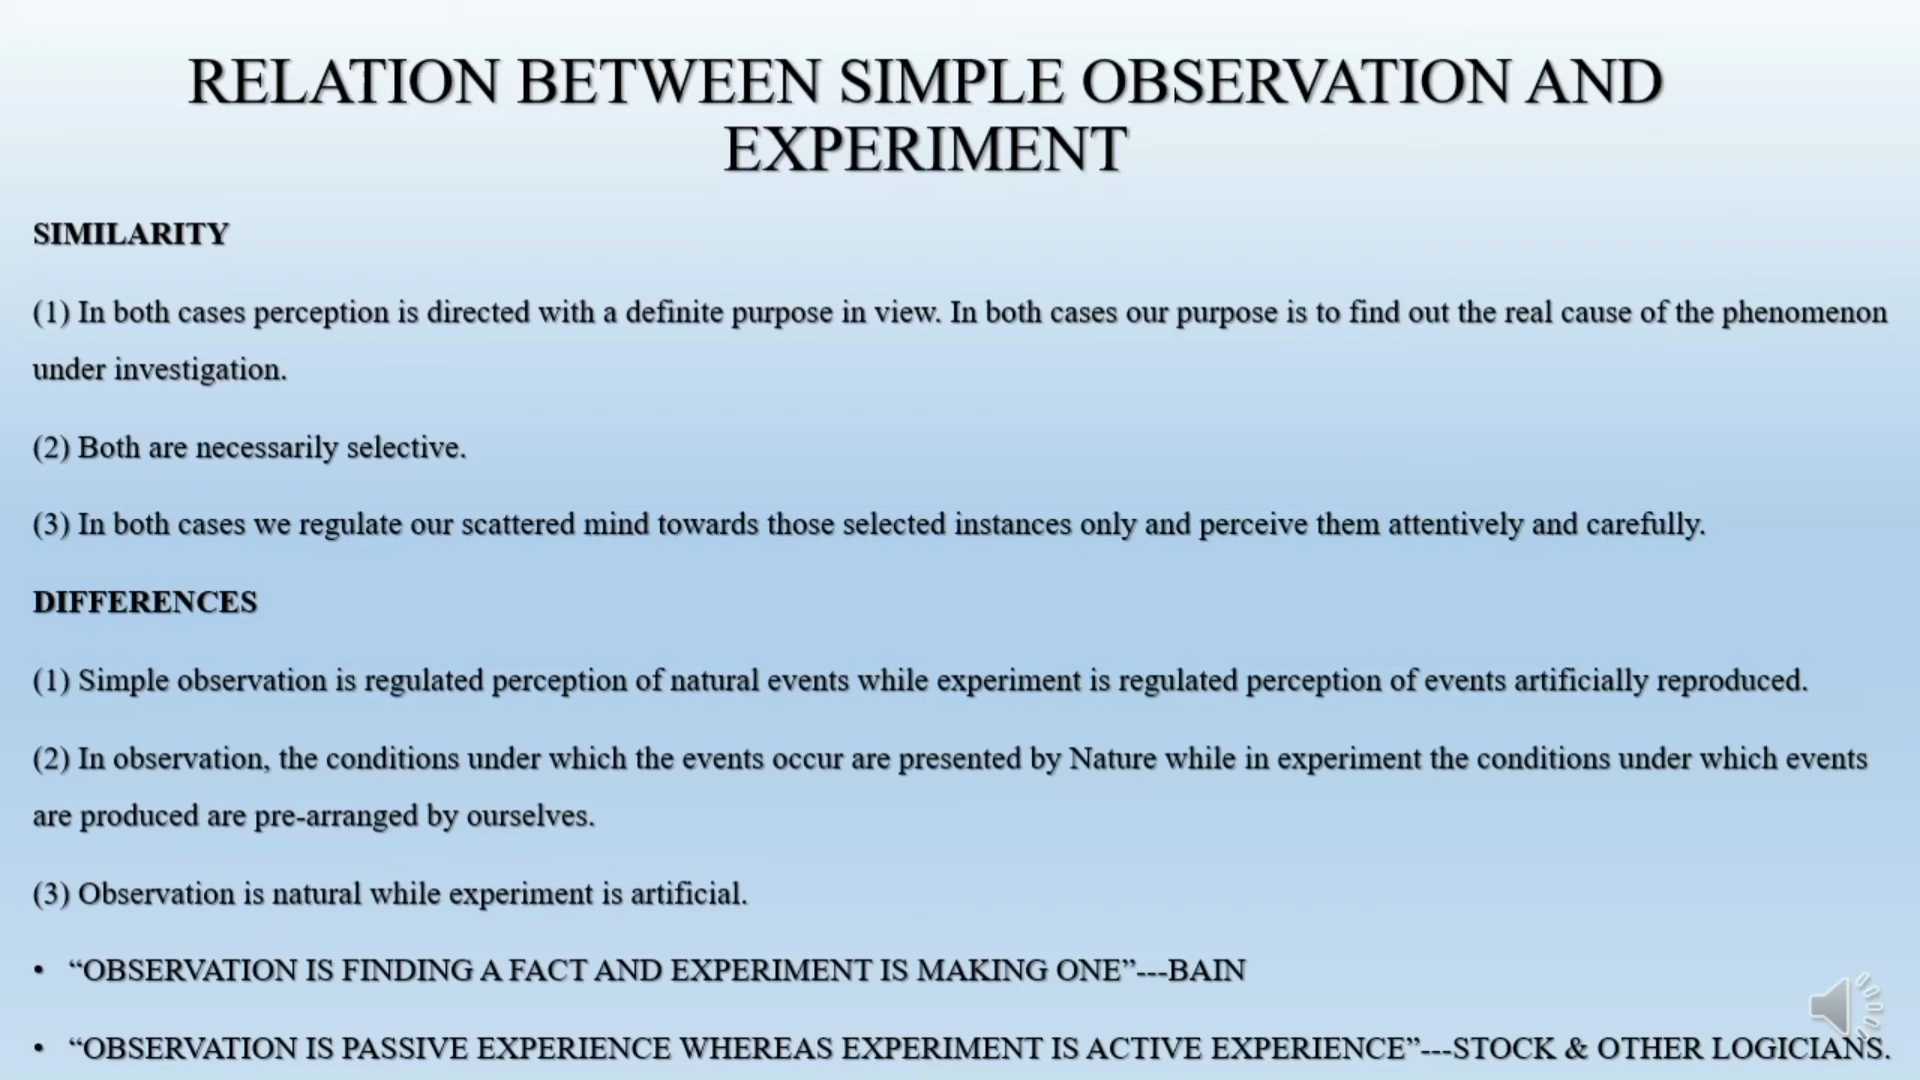 RELATION BETWEEN SIMPLE OBSERVATION AND
EXPERIMENT
SIMILARITY
(1) In both cases perception is directed with a definite purpose in view. In both cases our purpose is to find out the real cause of the phenomenon
under investigation.
(2) Both are necessarily selective.
(3) In both cases we regulate our scattered mind towards those selected instances only and perceive them attentively and carefully.
DIFFERENCES
(1) Simple observation is regulated perception of natural events while experiment is regulated perception of events artificially reproduced.
(2) In observation, the conditions under which the events occur are presented by Nature while in experiment the conditions under which events
are produced are pre-arranged by ourselves.
(3) Observation is natural while experiment is artificial.
• “OBSERVATION IS FINDING A FACT AND EXPERIMENT IS MAKING ONE”---BAIN
• “OBSERVATION IS PASSIVE EXPERIENCE WHEREAS EXPERIMENT IS ACTIVE EXPERIENCE”---STOCK & OTHER LOGICIANS.